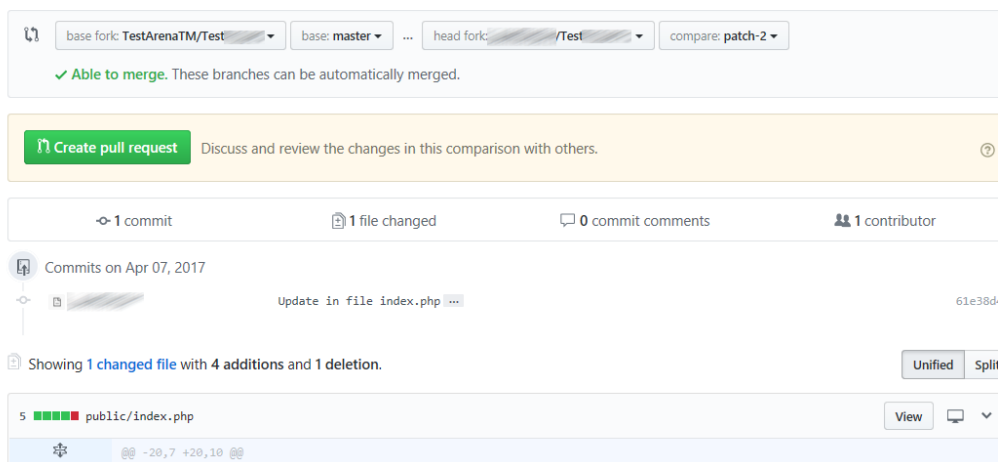 base fork: TestArenaTM/Test base: master ... head fork: /Test compare: patch-2
Able to merge. These branches can be automatically merged.
Create pull request Discuss and review the changes in this comparison with others.
1 commit 1 file changed 0 commit comments 1 contributor
Commits on Apr 07, 2017
Update in file index.php ... 61e38d
Showing 1 changed file with 4 additions and 1 deletion.
Unified Split
5 public/index.php View
@@ -20,7 +20,10 @@